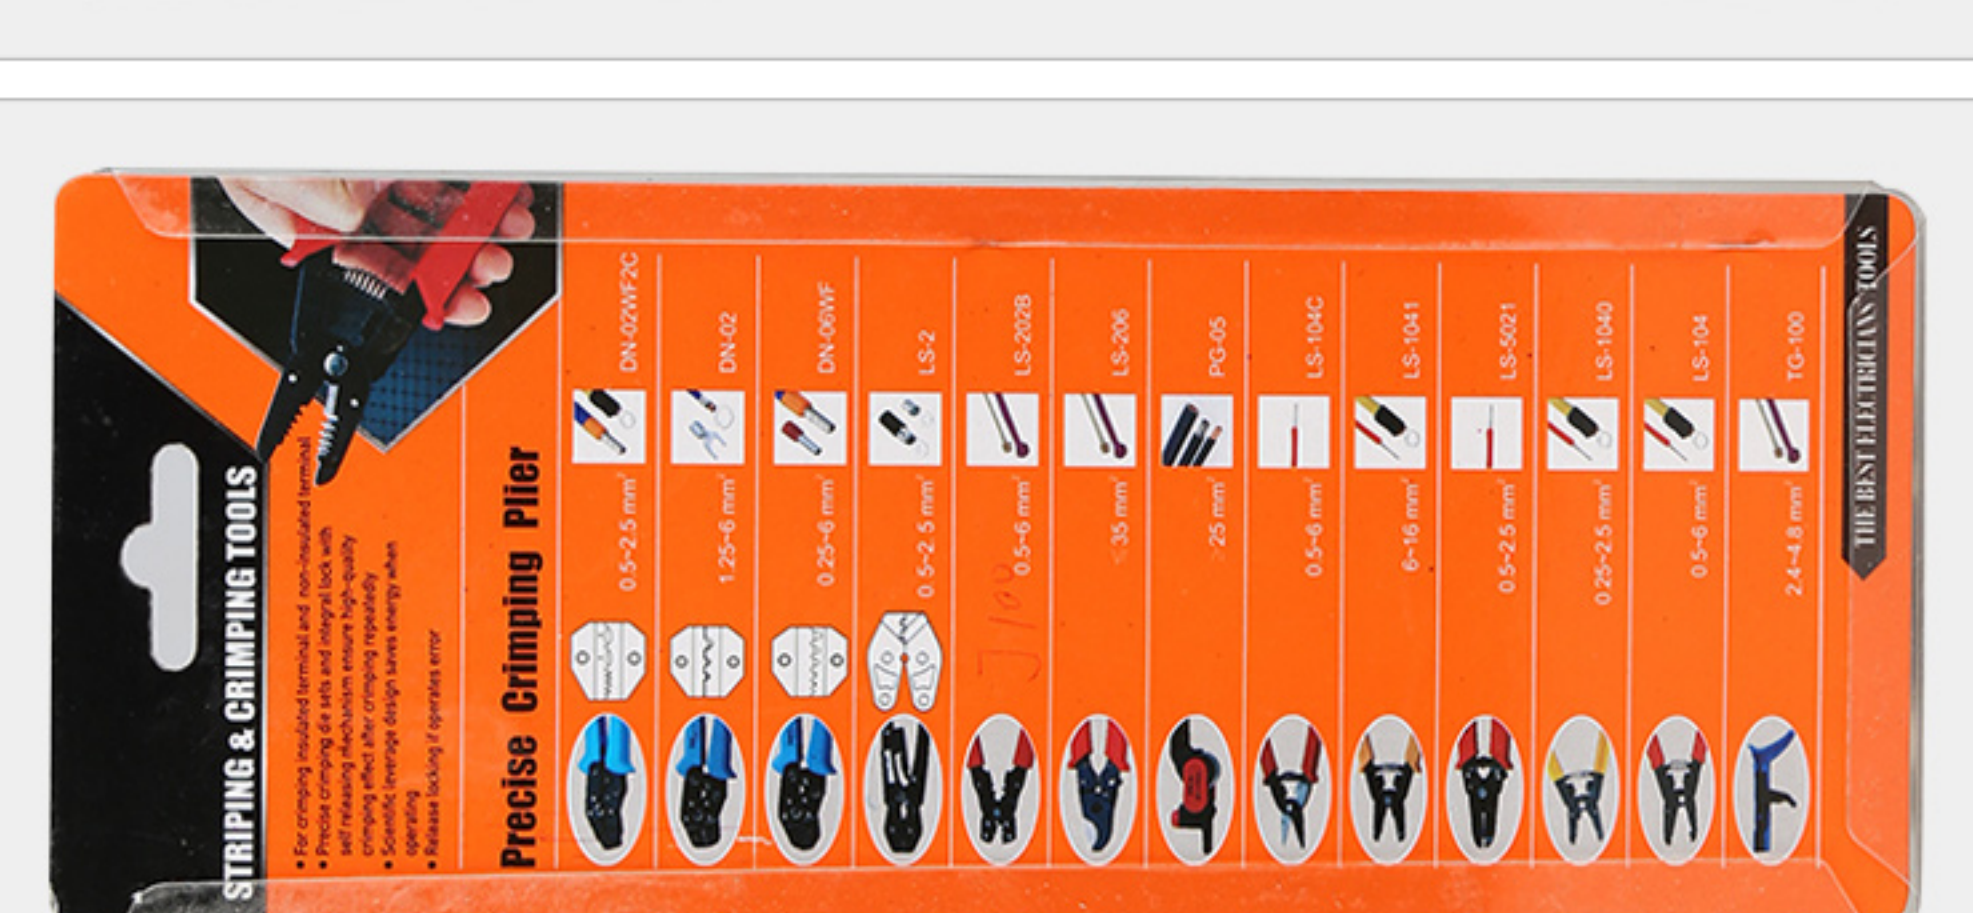 STRIPING & CRIMPING TOOLS
• For crimping insulated terminal and non-insulated terminal
• Precise crimping die sets and integral lock with
self releasing mechanism ensure high-quality
crimping effect after crimping repeatedly
• Scientific leverage design saves energy when
operating
• Release locking if operates error
Precise Crimping Plier
0.5~2.5 mm² DN-02WF2C
1.25~6 mm² DN-02
0.25~6 mm² DN-06WF
0.5~2.5 mm² LS-2
0.5~6 mm² LS-202B
35 mm² LS-206
25 mm² PG-05
0.5~6 mm² LS-104C
6~16 mm² LS-1041
0.5~2.5 mm² LS-5021
0.25~2.5 mm² LS-1040
0.5~6 mm² LS-104
2.4~4.8 mm² TG-100
THE BEST ELECTRICIANS TOOLS